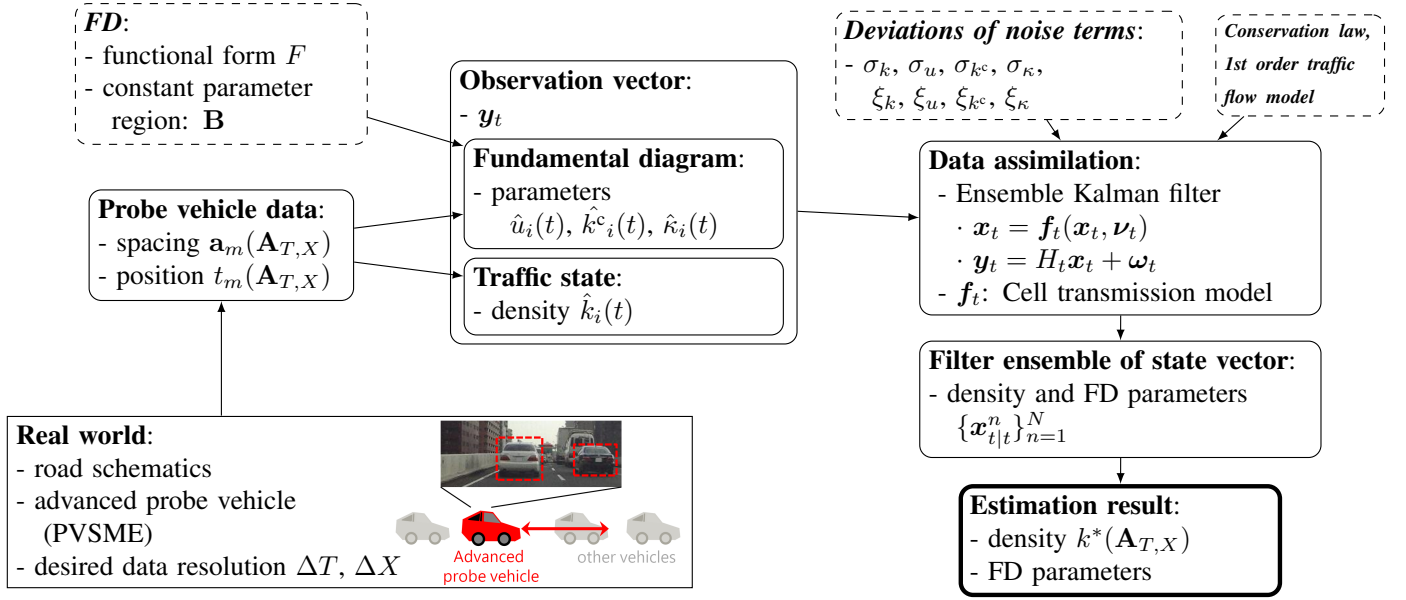 FD:
- functional form F
- constant parameter
region: B
Deviations of noise terms:
- σ_k, σ_u, σ_{k^c}, σ_κ,
ξ_k, ξ_u, ξ_{k^c}, ξ_κ
Conservation law,
1st order traffic
flow model
Observation vector:
- y_t
Fundamental diagram:
- parameters
û_i(t), \hat{k^c}_i(t), κ̂_i(t)
Traffic state:
- density k̂_i(t)
Probe vehicle data:
- spacing a_m(A_{T,X})
- position t_m(A_{T,X})
Data assimilation:
- Ensemble Kalman filter
· x_t = f_t(x_t, ν_t)
· y_t = H_t x_t + ω_t
- f_t: Cell transmission model
Filter ensemble of state vector:
- density and FD parameters
{x^n_{t|t}}^N_{n=1}
Real world:
- road schematics
- advanced probe vehicle
(PVSME)
- desired data resolution ΔT, ΔX
Advanced
probe vehicle
other vehicles
Estimation result:
- density k*(A_{T,X})
- FD parameters